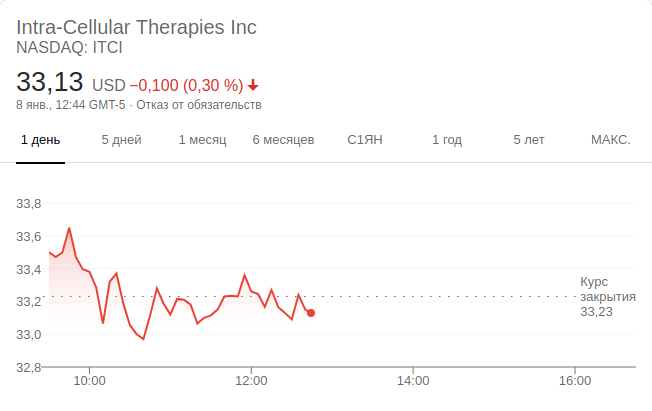 Intra-Cellular Therapies Inc
NASDAQ: ITCI
33,13 USD −0,100 (0,30 %)
8 янв., 12:44 GMT-5 · Отказ от обязательств
1 день 5 дней 1 месяц 6 месяцев С1ЯН 1 год 5 лет МАКС.
33,8
33,6
33,4
33,2
33,0
32,8
Курс
закрытия
33,23
10:00 12:00 14:00 16:00